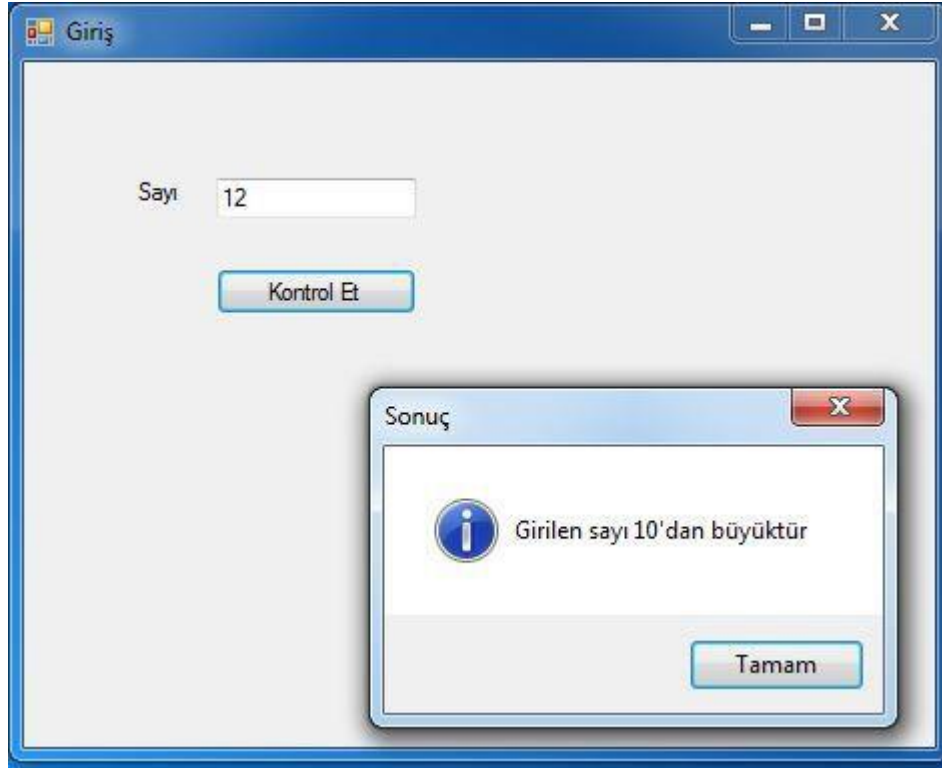 Giriş
Sayı 12
Kontrol Et
Sonuç
Girilen sayı 10'dan büyüktür
Tamam